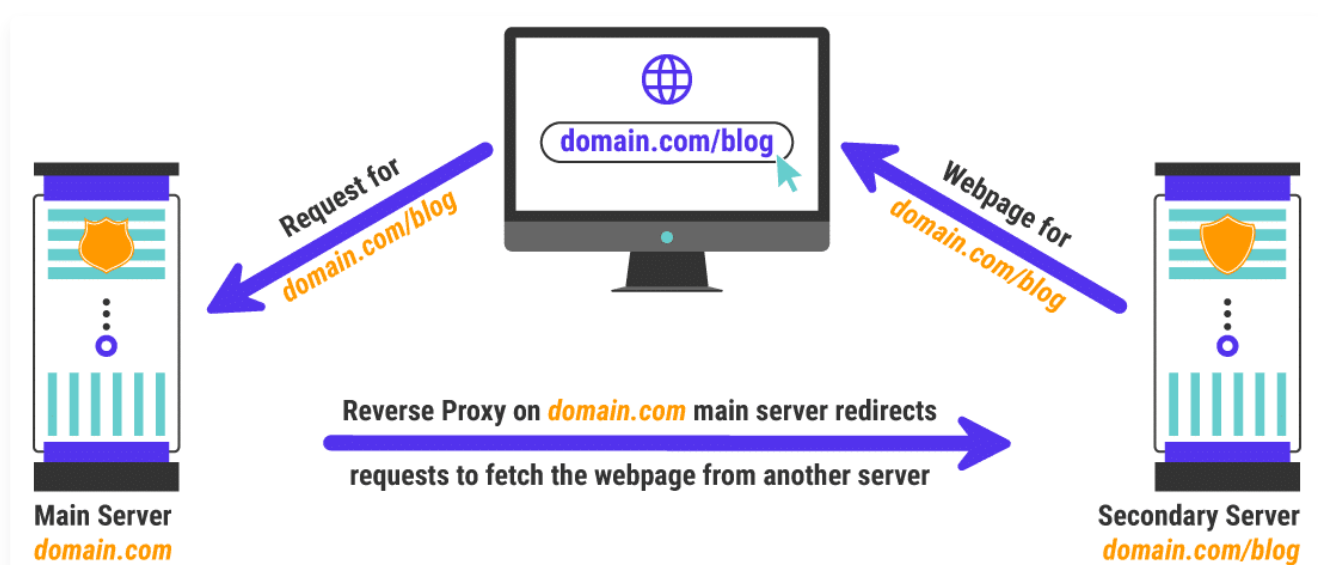 domain.com/blog
Request for
domain.com/blog
Webpage for
domain.com/blog
Reverse Proxy on domain.com main server redirects
requests to fetch the webpage from another server
Main Server
domain.com
Secondary Server
domain.com/blog